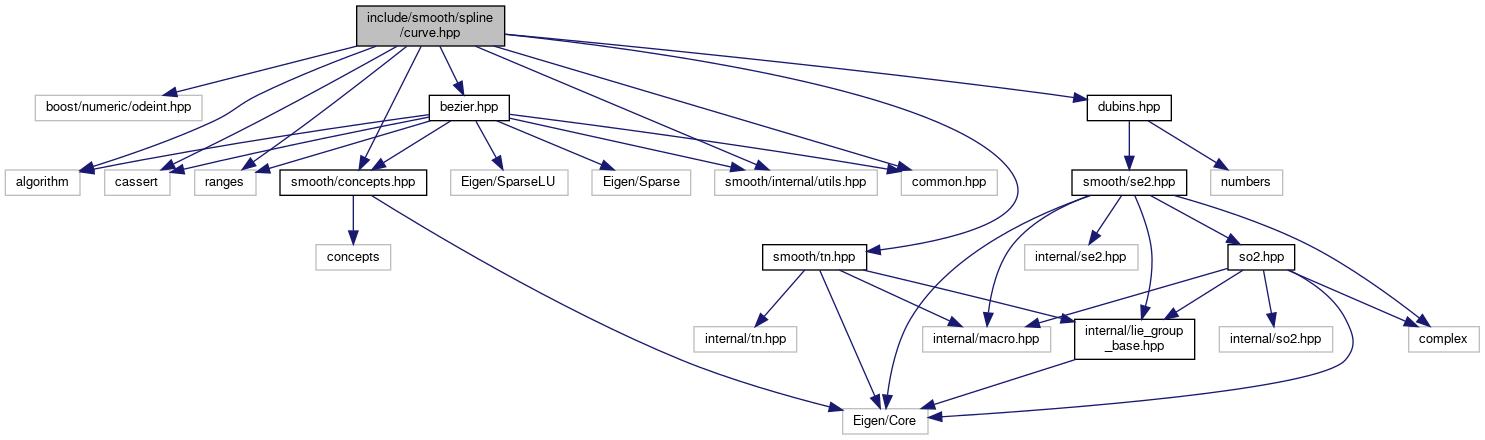 include/smooth/spline
/curve.hpp
boost/numeric/odeint.hpp
bezier.hpp
dubins.hpp
algorithm
cassert
ranges
smooth/concepts.hpp
Eigen/SparseLU
Eigen/Sparse
smooth/internal/utils.hpp
common.hpp
smooth/se2.hpp
numbers
concepts
smooth/tn.hpp
internal/se2.hpp
so2.hpp
internal/tn.hpp
internal/macro.hpp
internal/lie_group
_base.hpp
internal/so2.hpp
complex
Eigen/Core